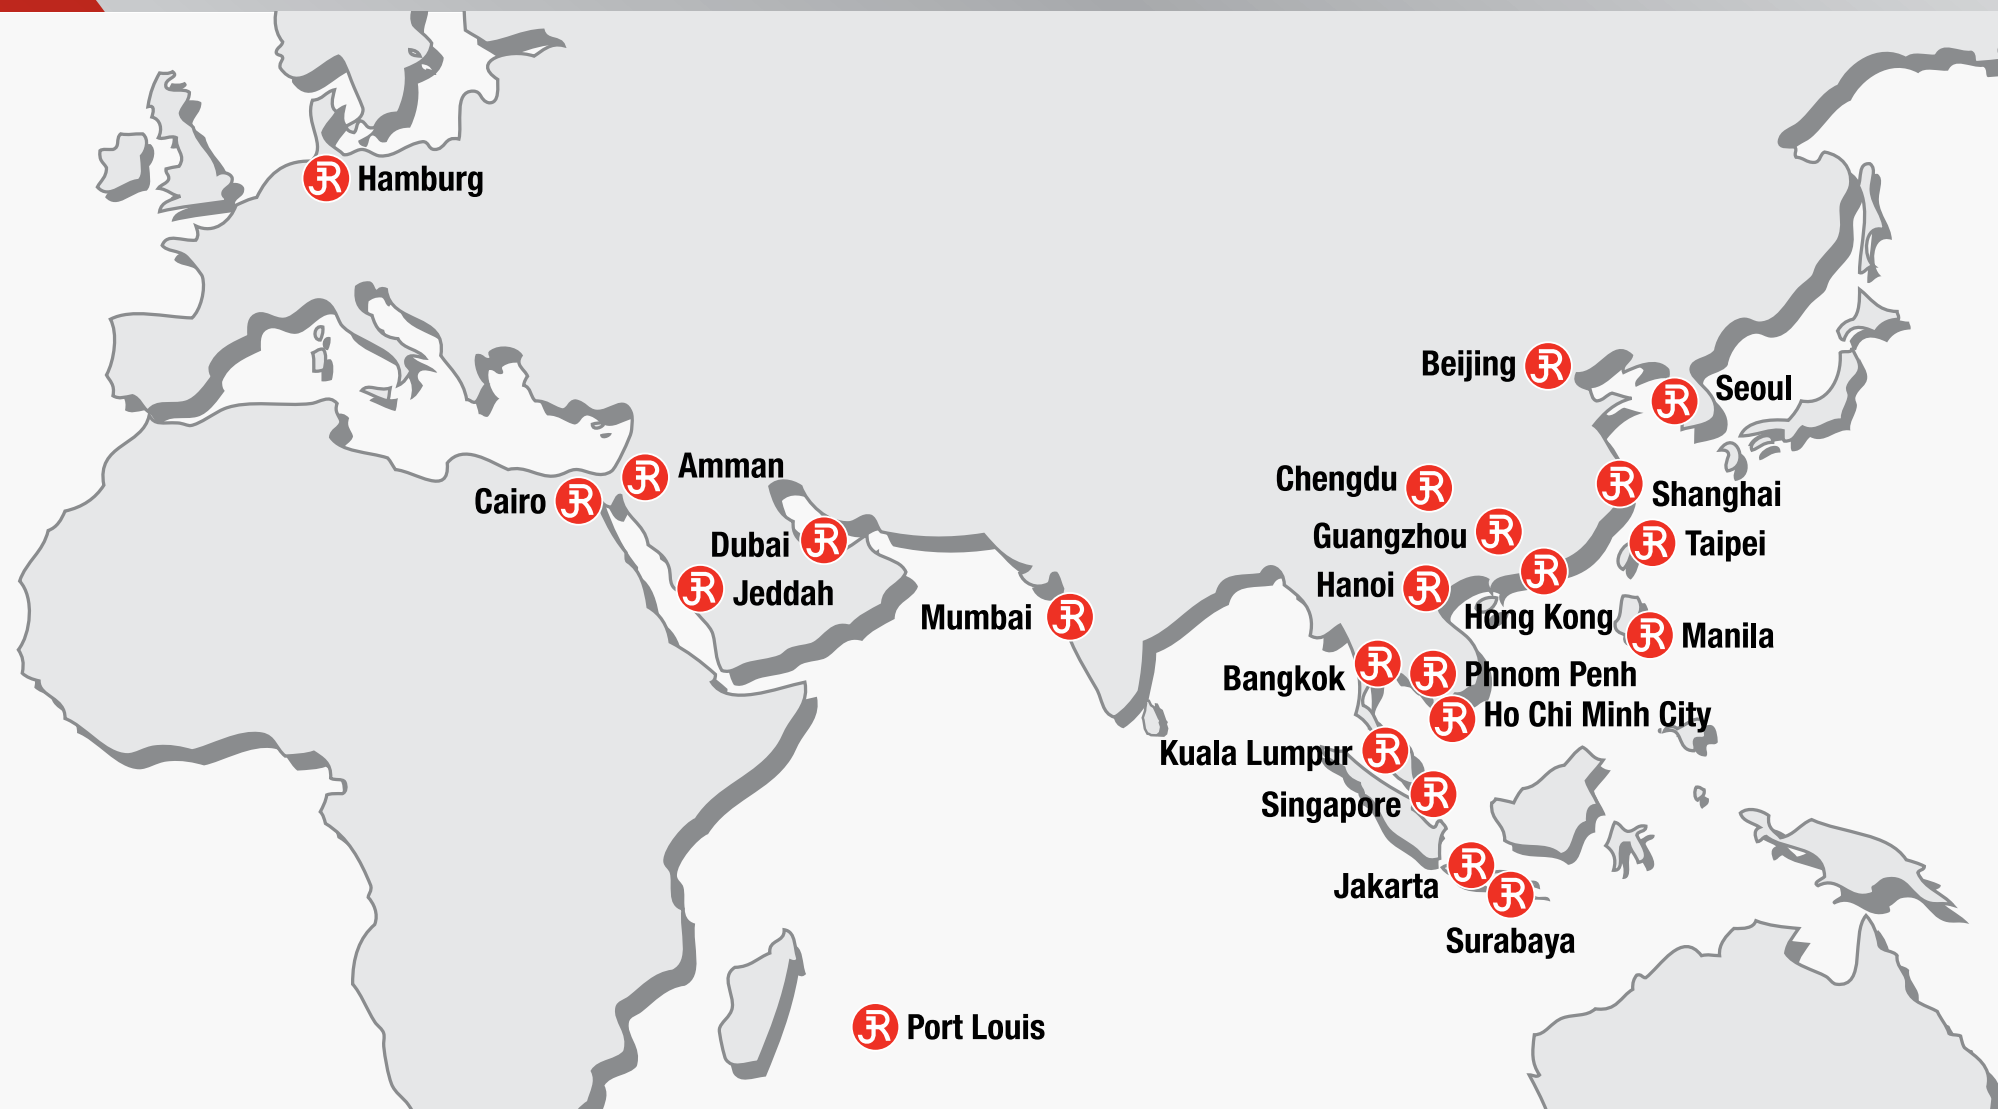 Hamburg
Beijing
Seoul
Amman
Cairo
Chengdu
Shanghai
Guangzhou
Dubai
Taipei
Hanoi
Jeddah
Mumbai
Hong Kong
Manila
Bangkok
Phnom Penh
Ho Chi Minh City
Kuala Lumpur
Singapore
Jakarta
Surabaya
Port Louis